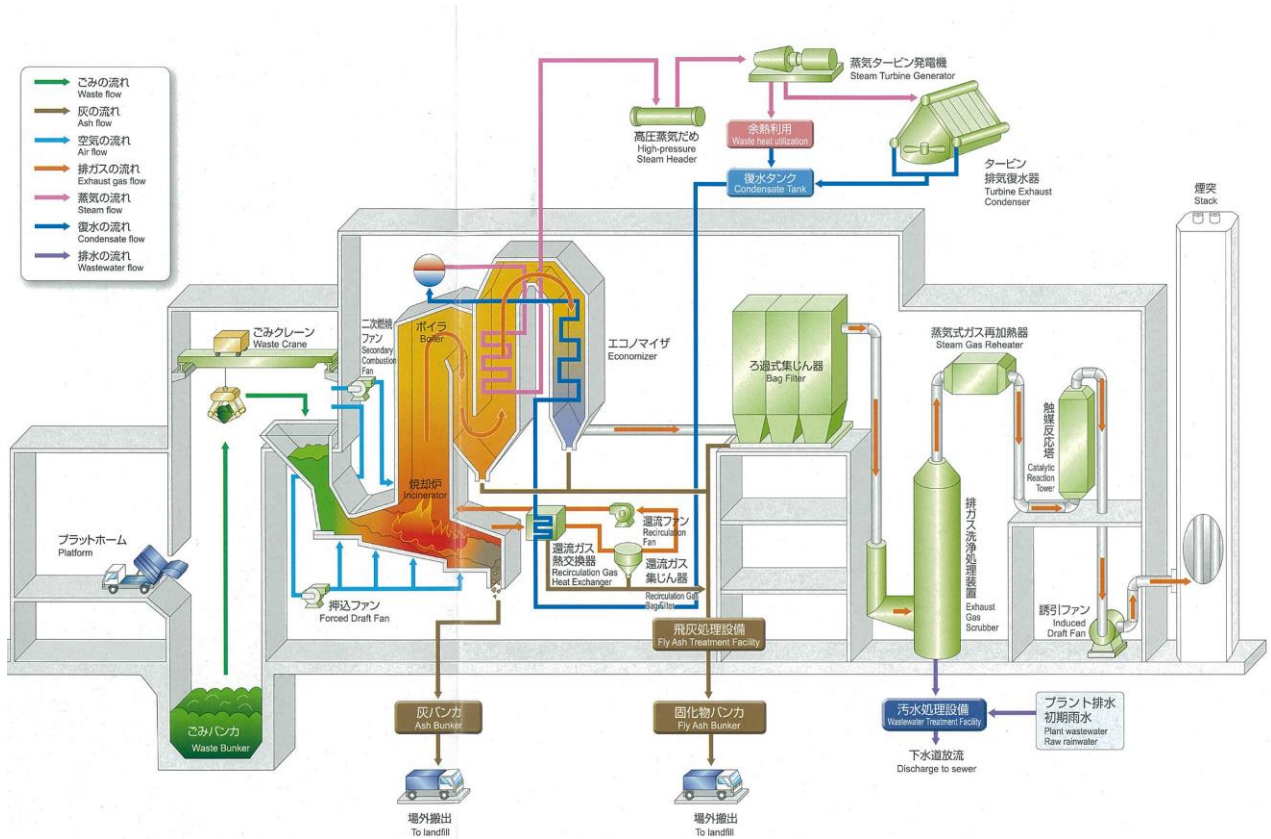 ごみの流れ
Waste flow
灰の流れ
Ash flow
空気の流れ
Air flow
排ガスの流れ
Exhaust gas flow
蒸気の流れ
Steam flow
復水の流れ
Condensate flow
排水の流れ
Wastewater flow
蒸気タービン発電機
Steam Turbine Generator
高圧蒸気だめ
High-pressure
Steam Header
余熱利用
Waste heat utilization
復水タンク
Condensate Tank
タービン
排気復水器
Turbine Exhaust
Condenser
煙突
Stack
ごみクレーン
Waste Crane
二次燃焼
ファン
Secondary
Combustion
Fan
ボイラ
Boiler
エコノマイザ
Economizer
ろ過式集じん器
Bag Filter
蒸気式ガス再加熱器
Steam Gas Reheater
触媒反応塔
Catalytic
Reaction
Tower
プラットホーム
Platform
焼却炉
Incinerator
還流ファン
Recirculation
Fan
還流ガス
熱交換器
Recirculation Gas
Heat Exchanger
還流ガス
集じん器
Recirculation Gas
Bag Filter
押込ファン
Forced Draft Fan
排ガス洗浄処理装置
Exhaust
Gas
Scrubber
誘引ファン
Induced
Draft Fan
飛灰処理設備
Fly Ash Treatment Facility
ごみバンカ
Waste Bunker
灰バンカ
Ash Bunker
固化物バンカ
Fly Ash Bunker
汚水処理設備
Wastewater Treatment Facility
プラント排水
初期雨水
Plant wastewater
Raw rainwater
下水道放流
Discharge to sewer
場外搬出
To landfill
場外搬出
To landfill